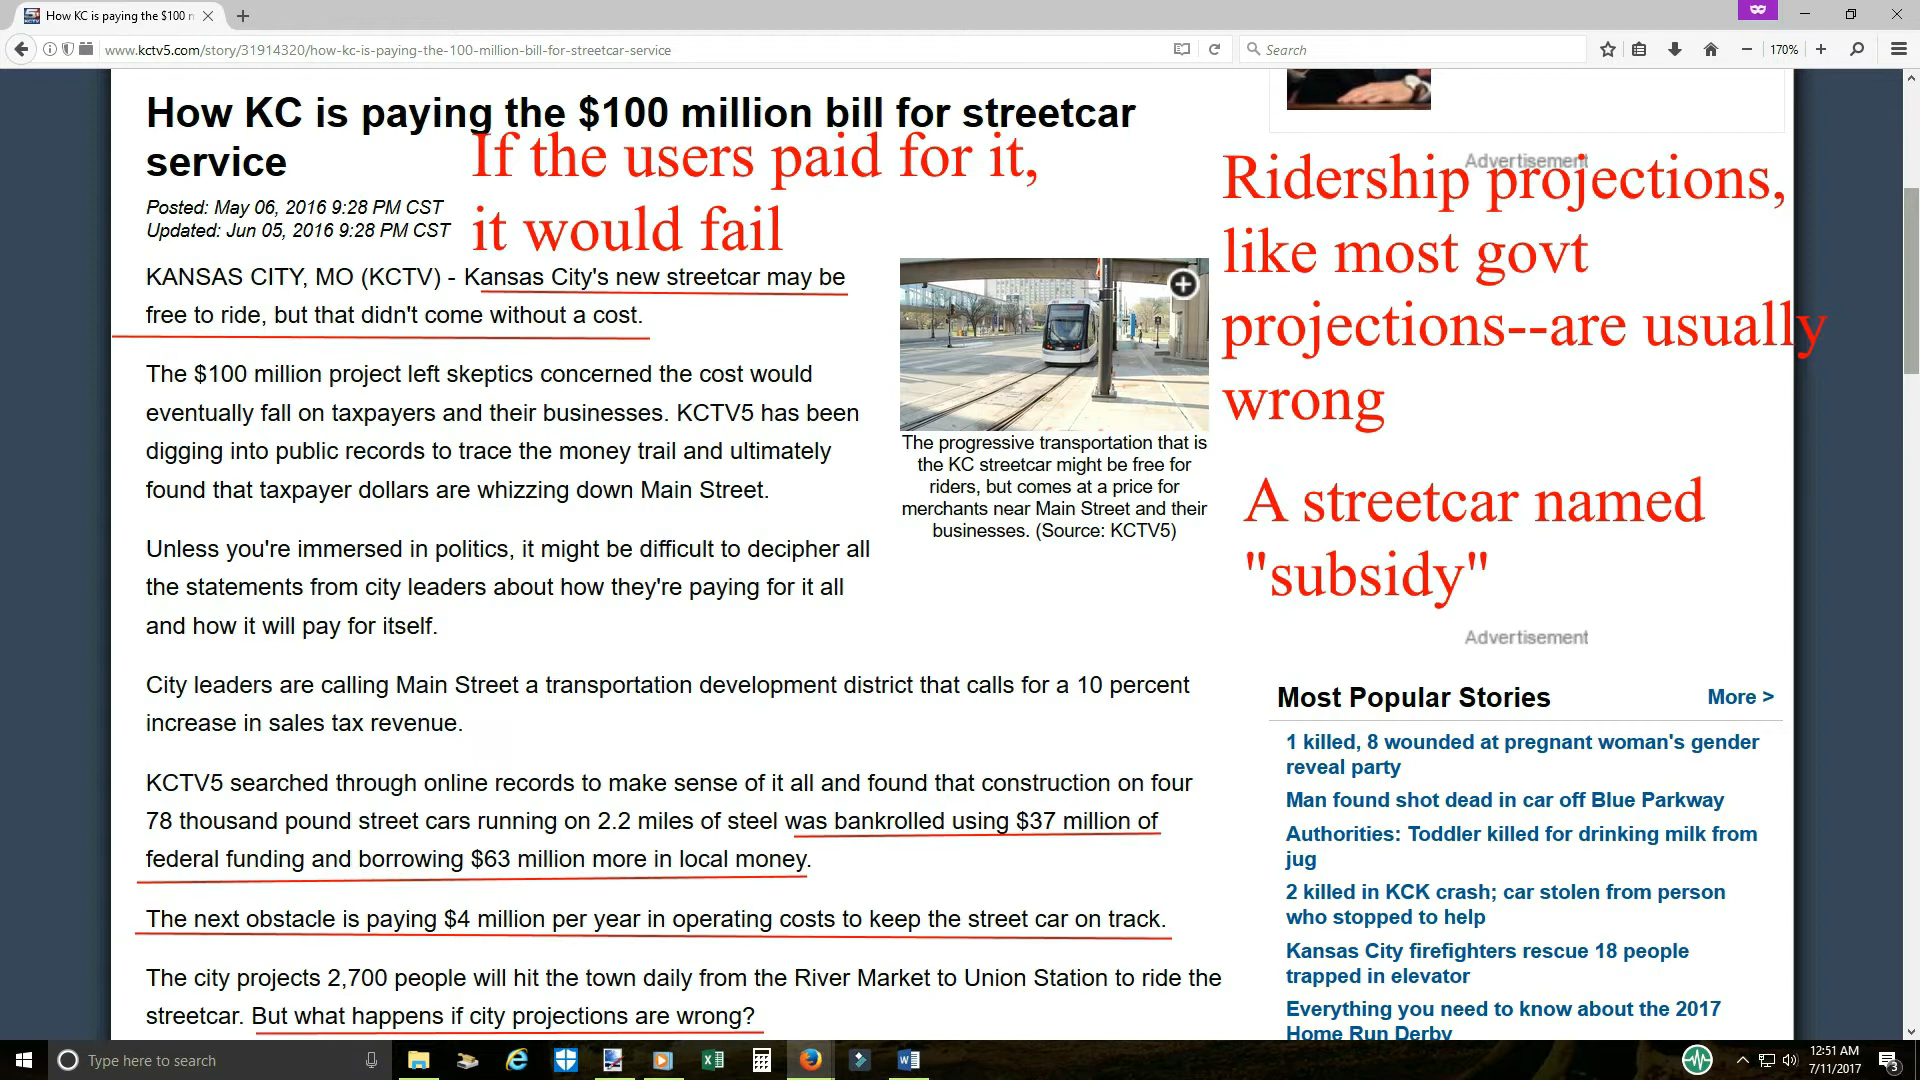 How KC is paying the $100 n
www.kctv5.com/story/31914320/how-kc-is-paying-the-100-million-bill-for-streetcar-service
Search
170%
How KC is paying the $100 million bill for streetcar
service
If the users paid for it,
it would fail
Posted: May 06, 2016 9:28 PM CST
Updated: Jun 05, 2016 9:28 PM CST
KANSAS CITY, MO (KCTV) - Kansas City's new streetcar may be
free to ride, but that didn't come without a cost.
The $100 million project left skeptics concerned the cost would
eventually fall on taxpayers and their businesses. KCTV5 has been
digging into public records to trace the money trail and ultimately
found that taxpayer dollars are whizzing down Main Street.
Unless you're immersed in politics, it might be difficult to decipher all
the statements from city leaders about how they're paying for it all
and how it will pay for itself.
The progressive transportation that is
the KC streetcar might be free for
riders, but comes at a price for
merchants near Main Street and their
businesses. (Source: KCTV5)
City leaders are calling Main Street a transportation development district that calls for a 10 percent
increase in sales tax revenue.
KCTV5 searched through online records to make sense of it all and found that construction on four
78 thousand pound street cars running on 2.2 miles of steel was bankrolled using $37 million of
federal funding and borrowing $63 million more in local money.
The next obstacle is paying $4 million per year in operating costs to keep the street car on track.
The city projects 2,700 people will hit the town daily from the River Market to Union Station to ride the
streetcar. But what happens if city projections are wrong?
Advertisement
Ridership projections,
like most govt
projections--are usually
wrong
A streetcar named
"subsidy"
Advertisement
Most Popular Stories
More >
1 killed, 8 wounded at pregnant woman's gender
reveal party
Man found shot dead in car off Blue Parkway
Authorities: Toddler killed for drinking milk from
jug
2 killed in KCK crash; car stolen from person
who stopped to help
Kansas City firefighters rescue 18 people
trapped in elevator
Everything you need to know about the 2017
Home Run Derby
Type here to search
12:51 AM
7/11/2017
3